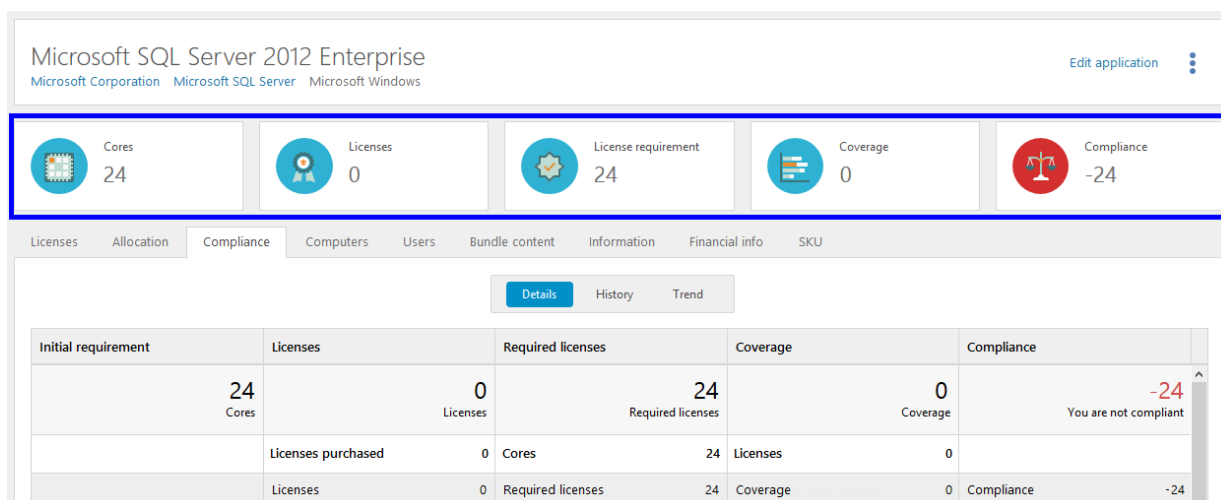 Microsoft SQL Server 2012 Enterprise
Microsoft Corporation Microsoft SQL Server Microsoft Windows
Edit application
Cores
24
Licenses
0
License requirement
24
Coverage
0
Compliance
-24
Licenses Allocation Compliance Computers Users Bundle content Information Financial info SKU
Details History Trend
Initial requirement Licenses Required licenses Coverage Compliance
24 0 24 0 -24
Cores Licenses Required licenses Coverage You are not compliant
Licenses purchased 0 Cores 24 Licenses 0
Licenses 0 Required licenses 24 Coverage 0 Compliance -24